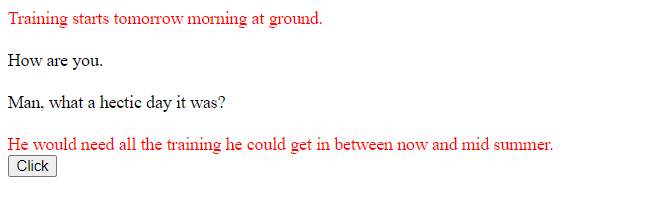 Training starts tomorrow morning at ground.
How are you.
Man, what a hectic day it was?
He would need all the training he could get in between now and mid summer.
Click